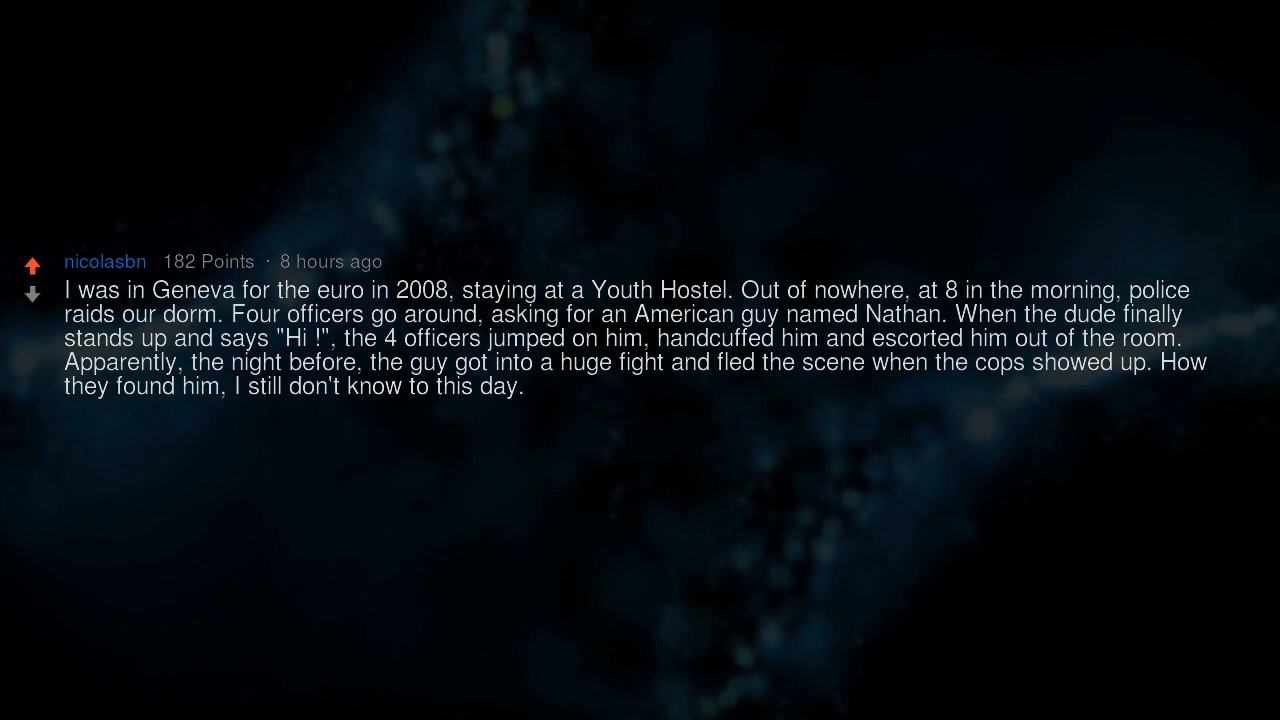 nicolasbn 182 Points · 8 hours ago
I was in Geneva for the euro in 2008, staying at a Youth Hostel. Out of nowhere, at 8 in the morning, police
raids our dorm. Four officers go around, asking for an American guy named Nathan. When the dude finally
stands up and says "Hi !", the 4 officers jumped on him, handcuffed him and escorted him out of the room.
Apparently, the night before, the guy got into a huge fight and fled the scene when the cops showed up. How
they found him, I still don't know to this day.